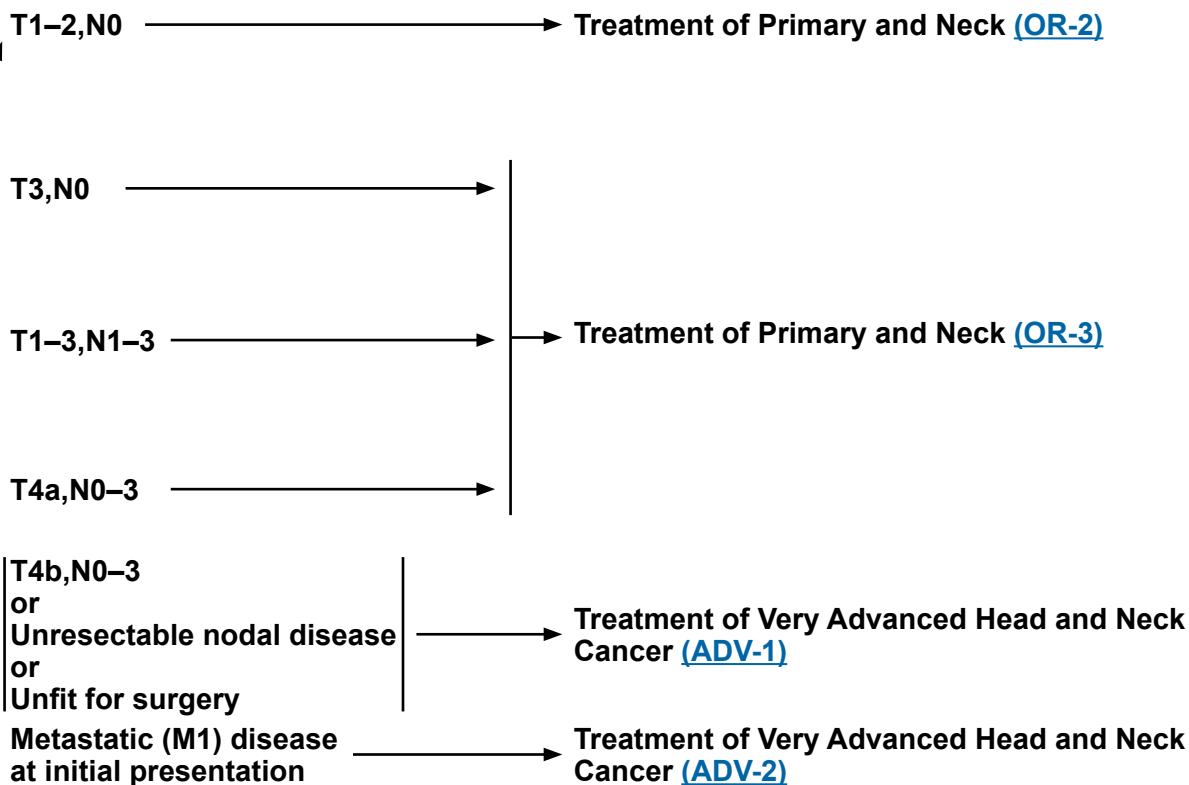 T1–2,N0
Treatment of Primary and Neck (OR-2)
T3,N0
T1–3,N1–3
Treatment of Primary and Neck (OR-3)
T4a,N0–3
T4b,N0–3
or
Unresectable nodal disease
or
Unfit for surgery
Treatment of Very Advanced Head and Neck
Cancer (ADV-1)
Metastatic (M1) disease
at initial presentation
Treatment of Very Advanced Head and Neck
Cancer (ADV-2)